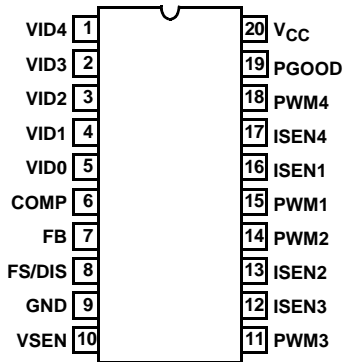 VID4 1 20 VCC
VID3 2 19 PGOOD
VID2 3 18 PWM4
VID1 4 17 ISEN4
VID0 5 16 ISEN1
COMP 6 15 PWM1
FB 7 14 PWM2
FS/DIS 8 13 ISEN2
GND 9 12 ISEN3
VSEN 10 11 PWM3